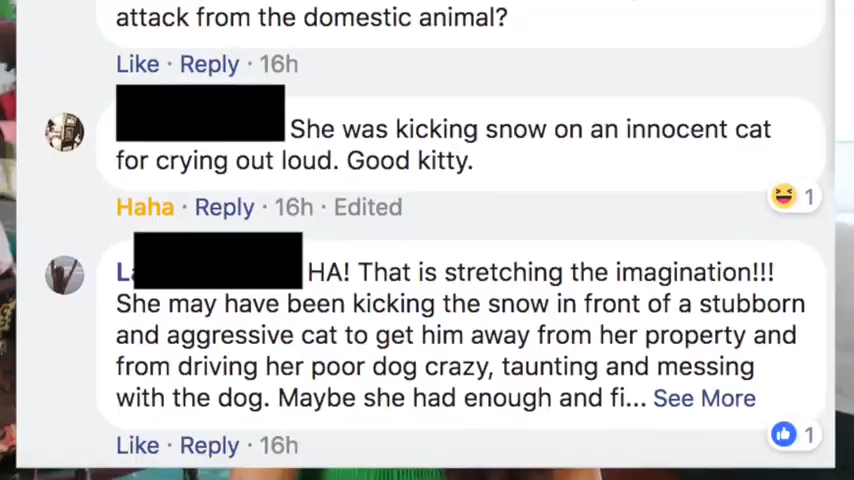 attack from the domestic animal?
Like · Reply · 16h
She was kicking snow on an innocent cat
for crying out loud. Good kitty.
Haha · Reply · 16h · Edited
1
HA! That is stretching the imagination!!!
She may have been kicking the snow in front of a stubborn
and aggressive cat to get him away from her property and
from driving her poor dog crazy, taunting and messing
with the dog. Maybe she had enough and fi... See More
1
Like · Reply · 16h